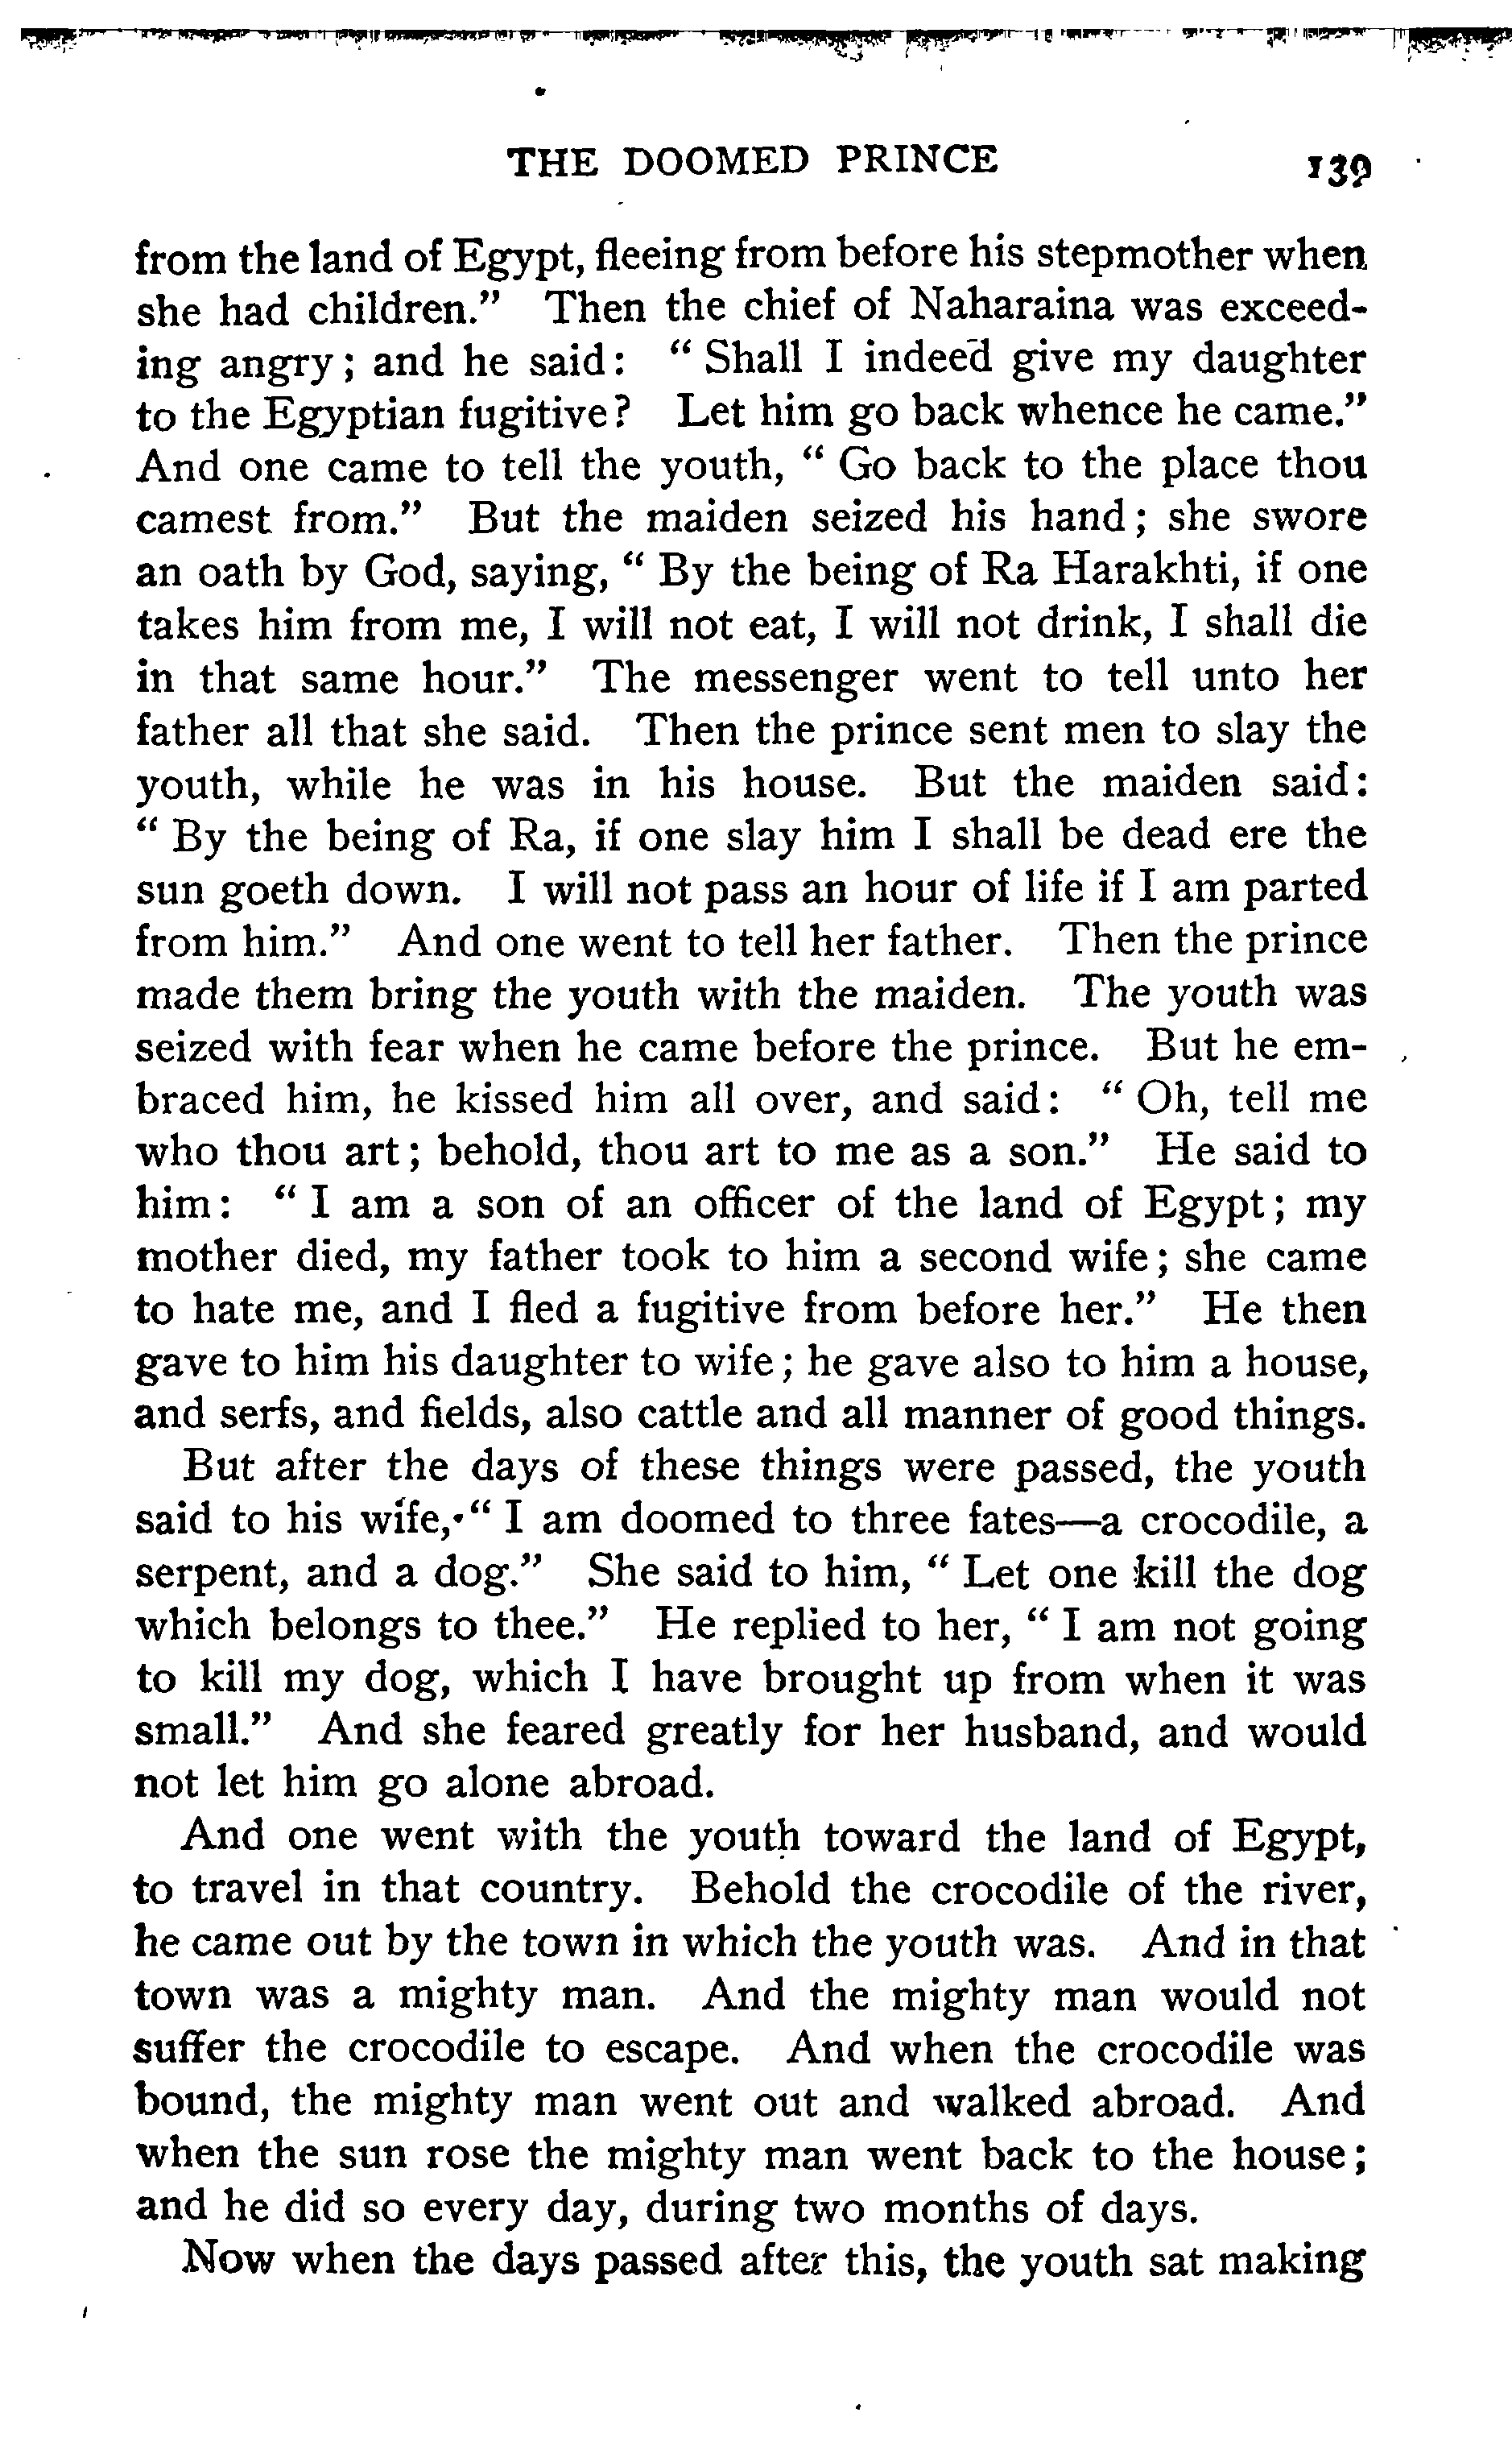 THE DOOMED PRINCE 139
from the land of Egypt, fleeing from before his stepmother when
she had children." Then the chief of Naharaina was exceed-
ing angry; and he said: "Shall I indeed give my daughter
to the Egyptian fugitive? Let him go back whence he came."
And one came to tell the youth, "Go back to the place thou
camest from." But the maiden seized his hand; she swore
an oath by God, saying, "By the being of Ra Harakhti, if one
takes him from me, I will not eat, I will not drink, I shall die
in that same hour." The messenger went to tell unto her
father all that she said. Then the prince sent men to slay the
youth, while he was in his house. But the maiden said:
"By the being of Ra, if one slay him I shall be dead ere the
sun goeth down. I will not pass an hour of life if I am parted
from him." And one went to tell her father. Then the prince
made them bring the youth with the maiden. The youth was
seized with fear when he came before the prince. But he em-
braced him, he kissed him all over, and said: "Oh, tell me
who thou art; behold, thou art to me as a son." He said to
him: "I am a son of an officer of the land of Egypt; my
mother died, my father took to him a second wife; she came
to hate me, and I fled a fugitive from before her." He then
gave to him his daughter to wife; he gave also to him a house,
and serfs, and fields, also cattle and all manner of good things.
But after the days of these things were passed, the youth
said to his wife, "I am doomed to three fates—a crocodile, a
serpent, and a dog." She said to him, "Let one kill the dog
which belongs to thee." He replied to her, "I am not going
to kill my dog, which I have brought up from when it was
small." And she feared greatly for her husband, and would
not let him go alone abroad.
And one went with the youth toward the land of Egypt,
to travel in that country. Behold the crocodile of the river,
he came out by the town in which the youth was. And in that
town was a mighty man. And the mighty man would not
suffer the crocodile to escape. And when the crocodile was
bound, the mighty man went out and walked abroad. And
when the sun rose the mighty man went back to the house;
and he did so every day, during two months of days.
Now when the days passed after this, the youth sat making